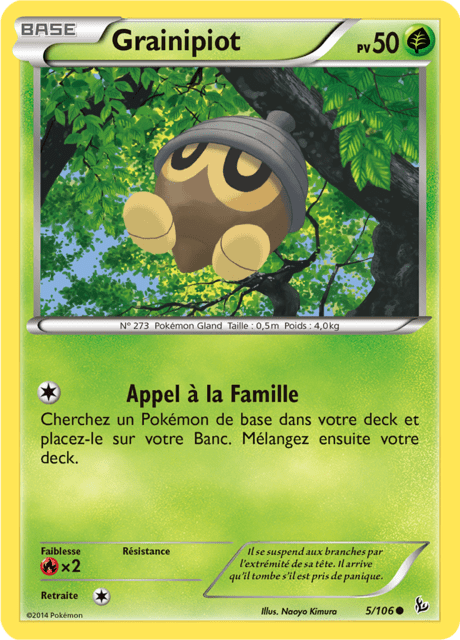 BASE
Grainipiot
PV 50
N° 273 Pokémon Gland Taille : 0,5m Poids : 4,0kg
Appel à la Famille
Cherchez un Pokémon de base dans votre deck et
placez-le sur votre Banc. Mélangez ensuite votre
deck.
Faiblesse
×2
Résistance
Retraite
Il se suspend aux branches par
l'extrémité de sa tête. Il arrive
qu'il tombe s'il est pris de panique.
©2014 Pokémon
Illus. Naoyo Kimura
5/106